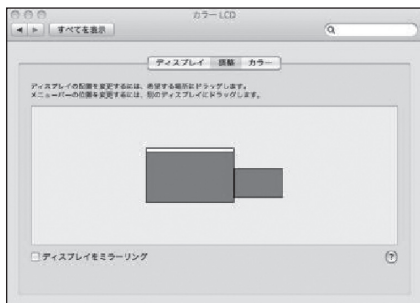 カラー LCD
すべてを表示
ディスプレイ 調整 カラー
ディスプレイの配置を変更するには、希望する場所にドラッグします。
メニューバーの位置を変更するには、別のディスプレイにドラッグします。
ディスプレイをミラーリング
?